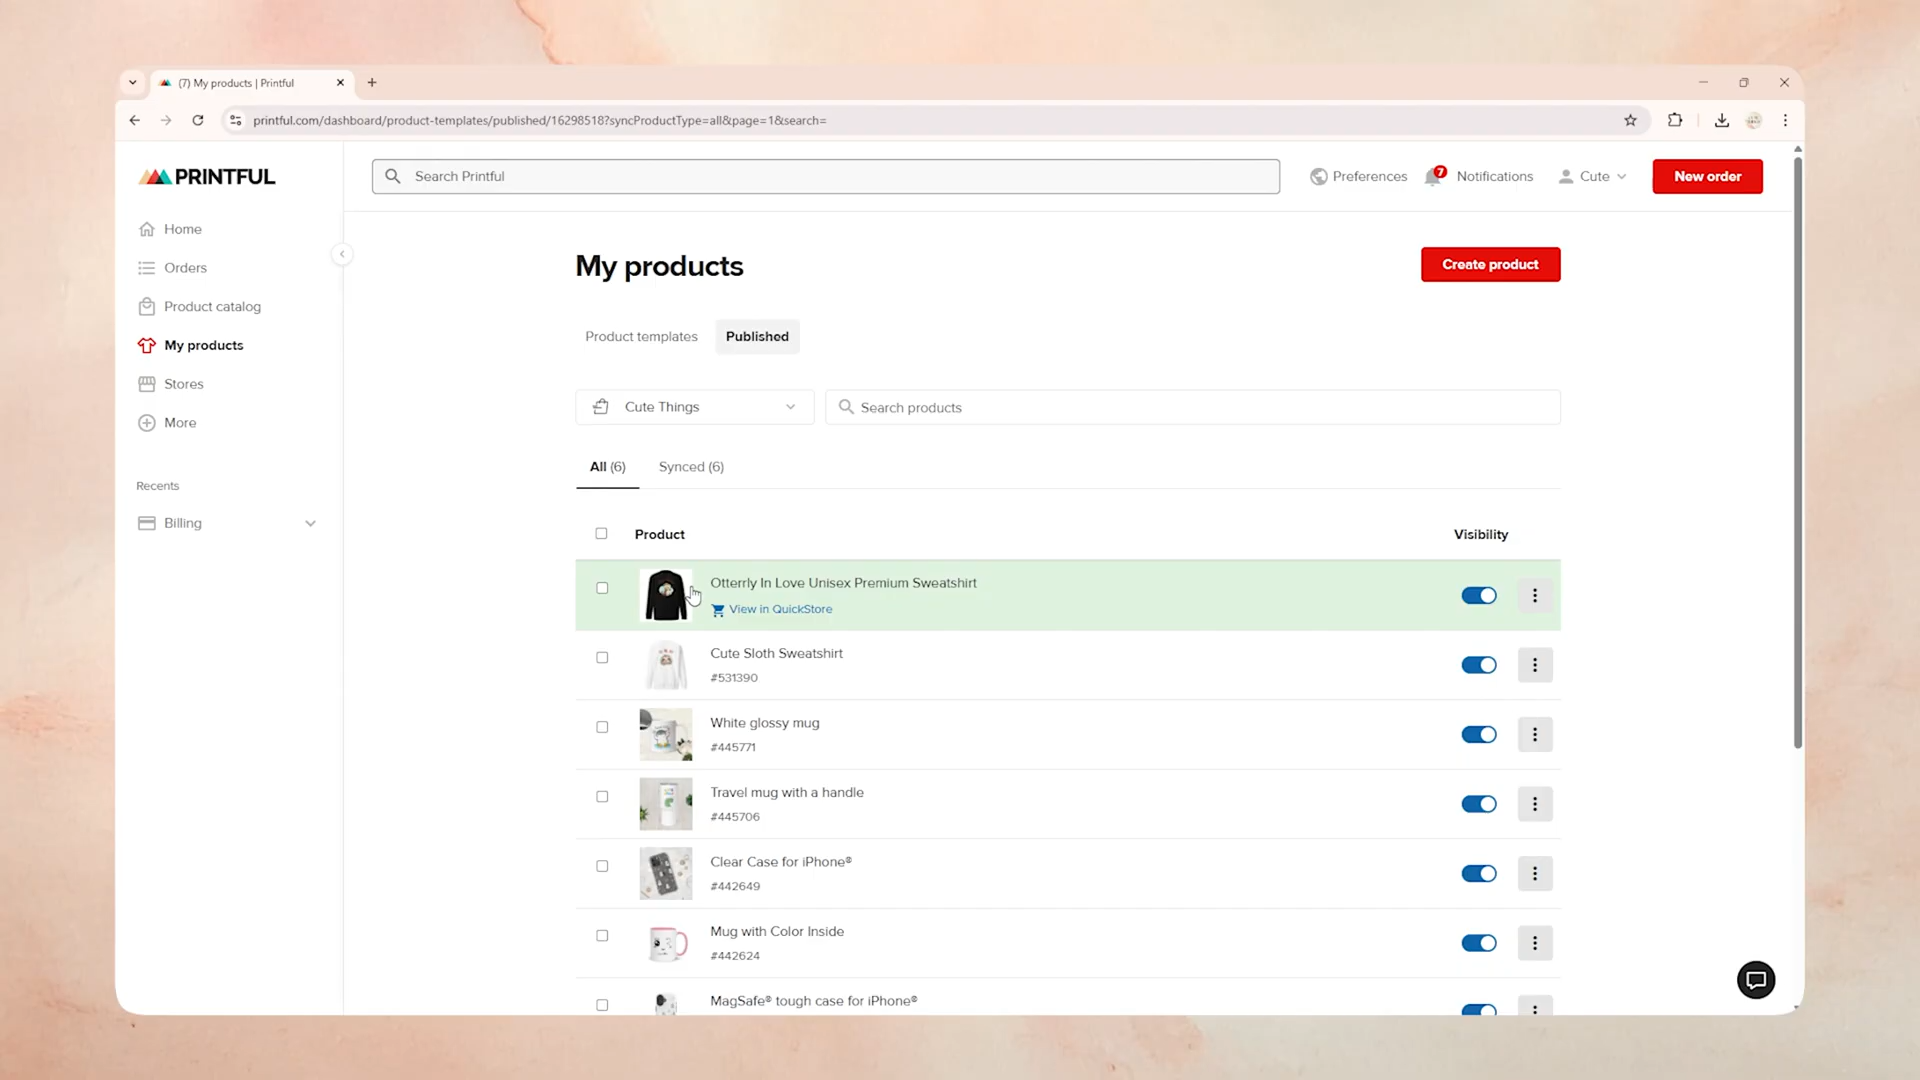 (7) My products | Printful
printful.com/dashboard/product-templates/published/16298518?syncProductType=all&page=1&search=
PRINTFUL
Search Printful
Preferences
7
Notifications
Cute
New order
Home
Orders
Product catalog
My products
Stores
More
Recents
Billing
My products
Create product
Product templates
Published
Cute Things
Search products
All (6)
Synced (6)
Product
Visibility
Otterly In Love Unisex Premium Sweatshirt
View in QuickStore
Cute Sloth Sweatshirt
#531390
White glossy mug
#445771
Travel mug with a handle
#445706
Clear Case for iPhone®
#442649
Mug with Color Inside
#442624
MagSafe® tough case for iPhone®